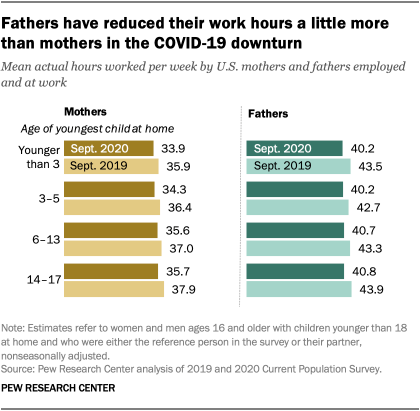 Fathers have reduced their work hours a little more
than mothers in the COVID-19 downturn
Mean actual hours worked per week by U.S. mothers and fathers employed
and at work
Mothers
Fathers
Age of youngest child at home
Younger
than 3
Sept. 2020 33.9
Sept. 2019 35.9
Sept. 2020 40.2
Sept. 2019 43.5
3–5
34.3
36.4
40.2
42.7
6–13
35.6
37.0
40.7
43.3
14–17
35.7
37.9
40.8
43.9
Note: Estimates refer to women and men ages 16 and older with children younger than 18
at home and who were either the reference person in the survey or their partner,
nonseasonally adjusted.
Source: Pew Research Center analysis of 2019 and 2020 Current Population Survey.
PEW RESEARCH CENTER